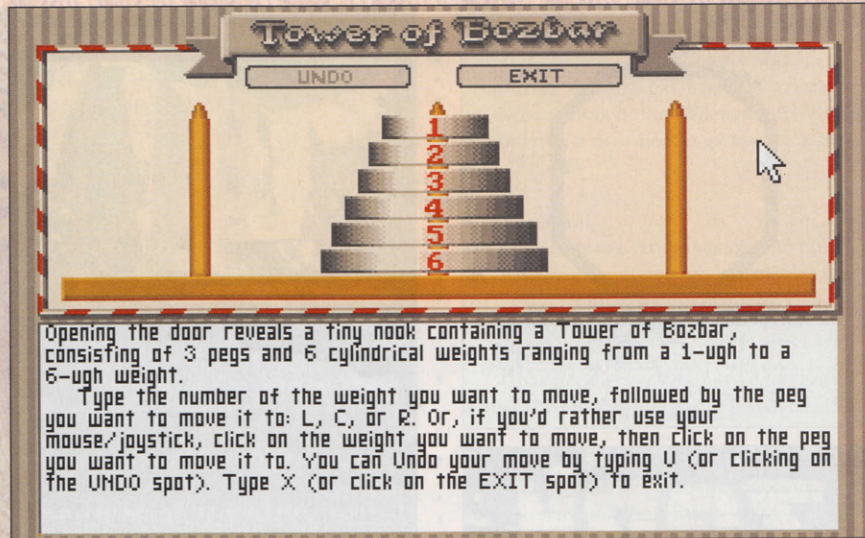 Tower of Bozbar
UNDO
EXIT
1
2
3
4
5
6
Opening the door reveals a tiny nook containing a Tower of Bozbar,
consisting of 3 pegs and 6 cylindrical weights ranging from a 1-ugh to a
6-ugh weight.
Type the number of the weight you want to move, followed by the peg
you want to move it to: L, C, or R. Or, if you'd rather use your
mouse/joystick, click on the weight you want to move, then click on the peg
you want to move it to. You can Undo your move by typing U (or clicking on
the UNDO spot). Type X (or click on the EXIT spot) to exit.